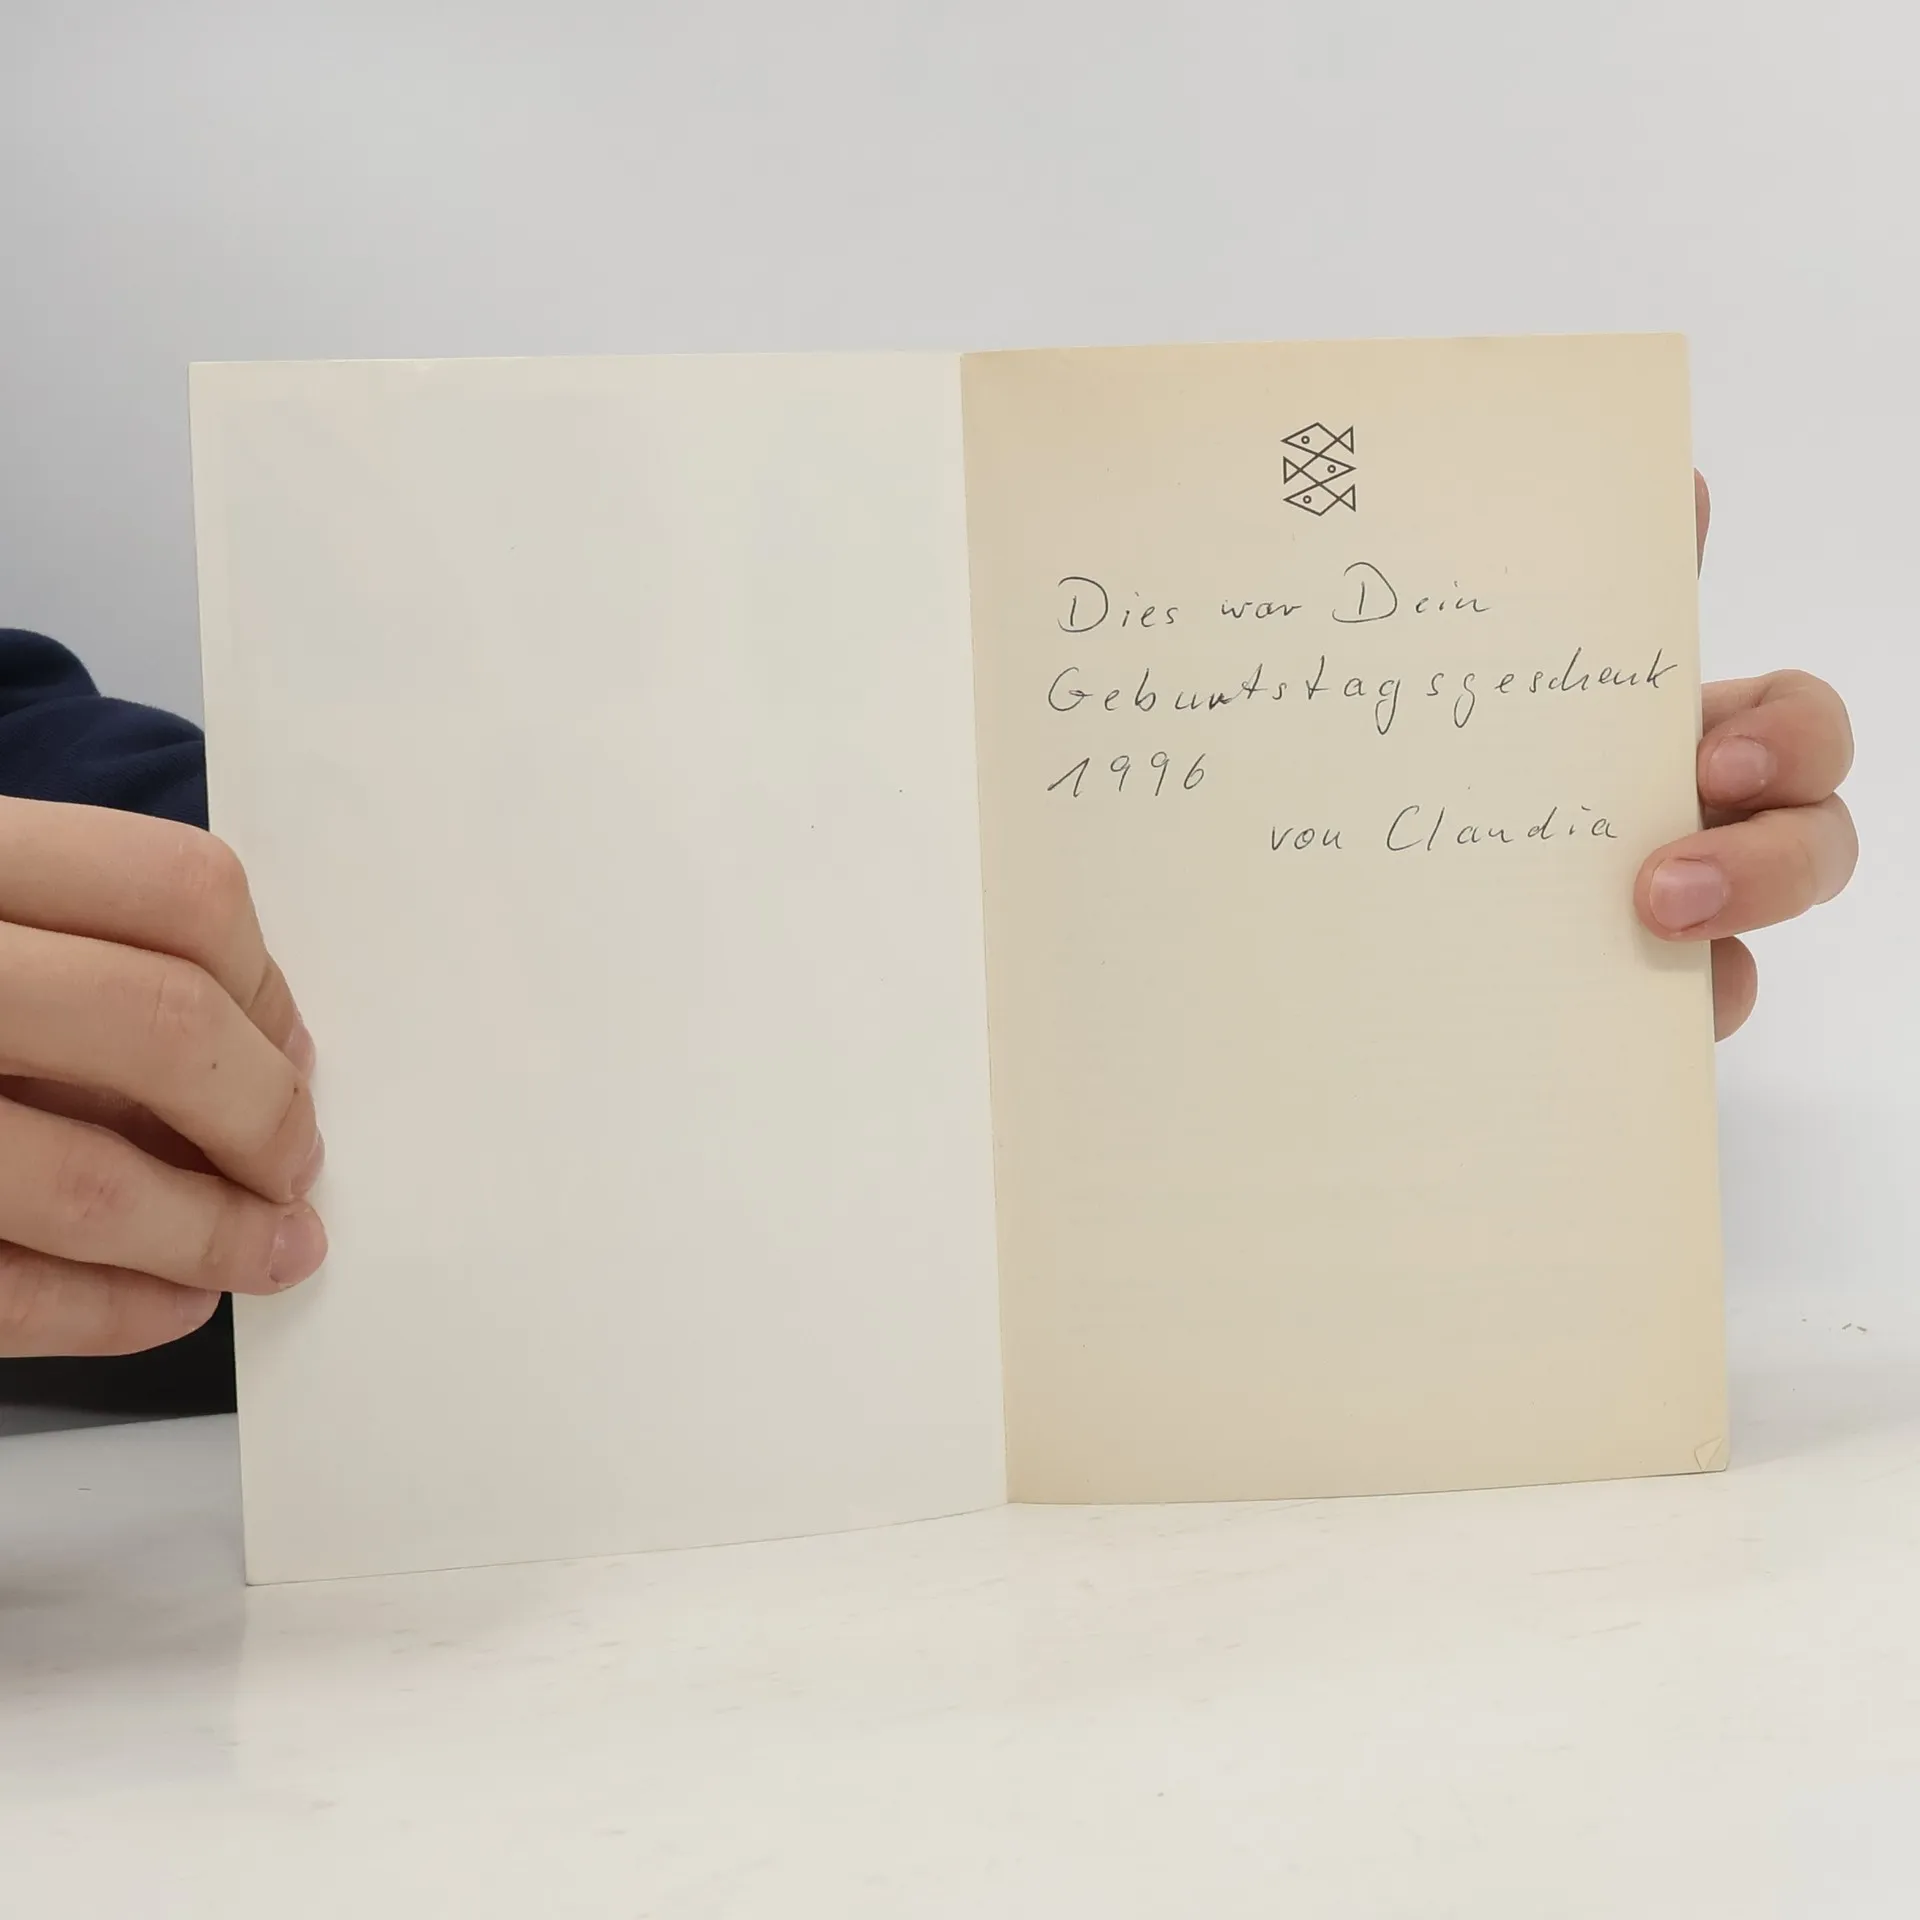 Dies war Dein
Geburtstagsgeschenk
1996
von Claudia